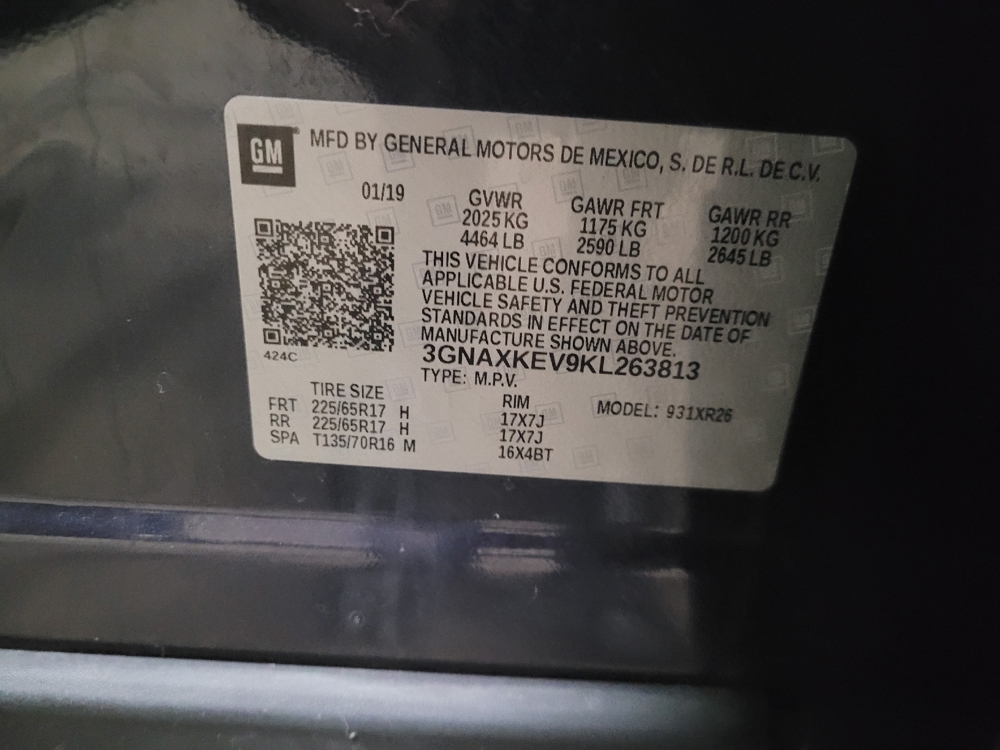 GM
MFD BY GENERAL MOTORS DE MEXICO, S. DE R.L. DE C.V.
01/19
GVWR GAWR FRT GAWR RR
2025 KG 1175 KG 1200 KG
4464 LB 2590 LB 2645 LB
THIS VEHICLE CONFORMS TO ALL
APPLICABLE U.S. FEDERAL MOTOR
VEHICLE SAFETY AND THEFT PREVENTION
STANDARDS IN EFFECT ON THE DATE OF
MANUFACTURE SHOWN ABOVE.
3GNAXKEV9KL263813
424C
TYPE: M.P.V.
TIRE SIZE RIM MODEL: 931XR26
FRT 225/65R17 H 17X7J
RR 225/65R17 H 17X7J
SPA T135/70R16 M 16X4BT